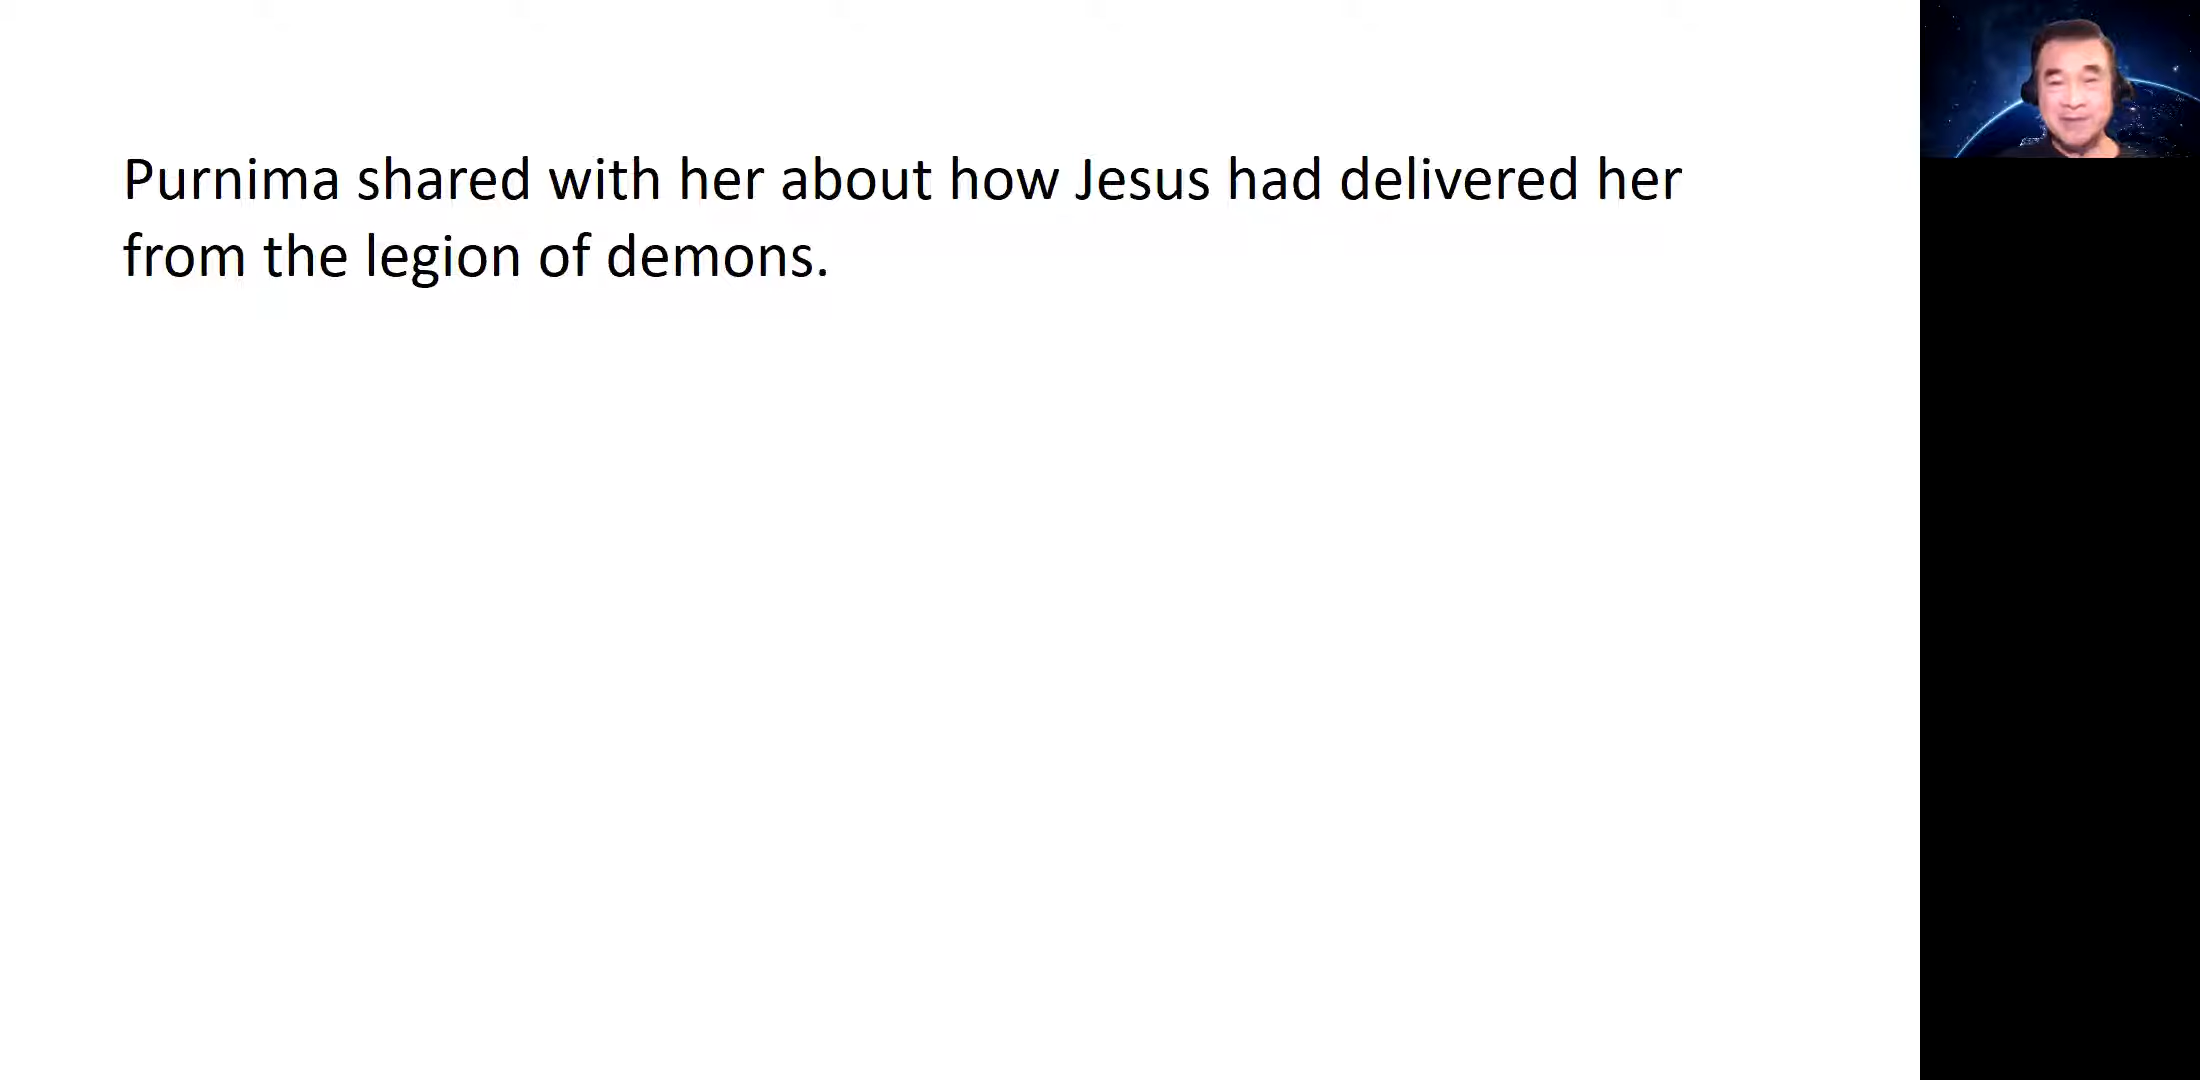 Purnima shared with her about how Jesus had delivered her
from the legion of demons.